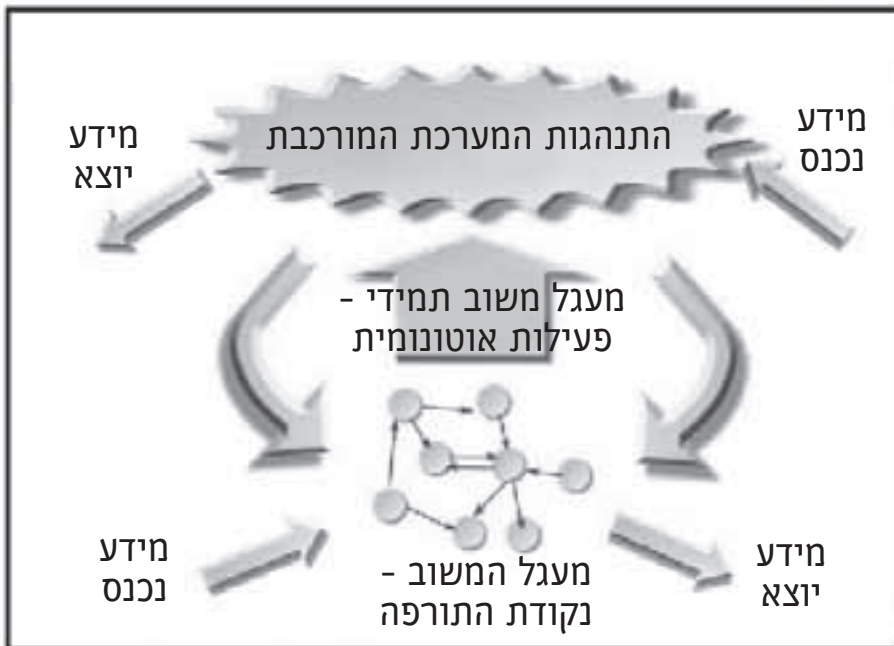 התנהגות המערכת המורכבת
מידע
נכנס
מידע
יוצא
מעגל משוב תמידי -
פעילות אוטונומית
מידע
נכנס
מעגל המשוב -
נקודת התורפה
מידע
יוצא